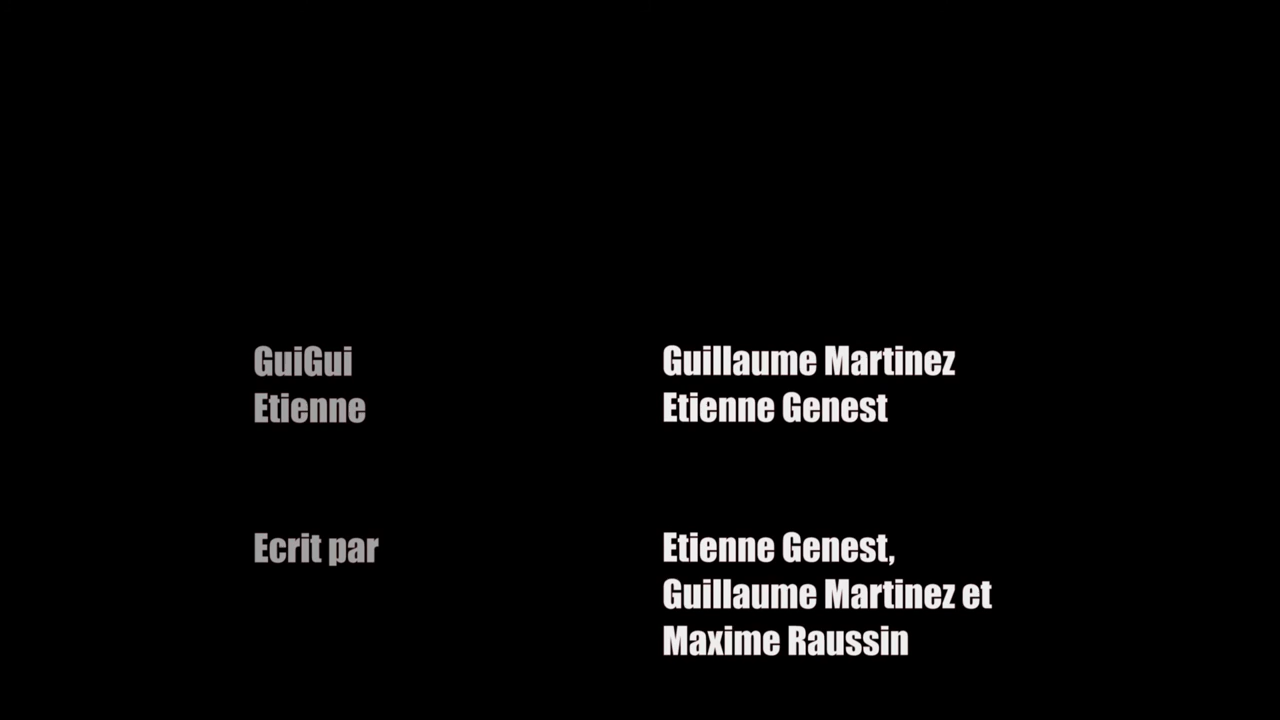 GuiGui Guillaume Martinez
Etienne Etienne Genest
Ecrit par Etienne Genest,
Guillaume Martinez et
Maxime Raussin